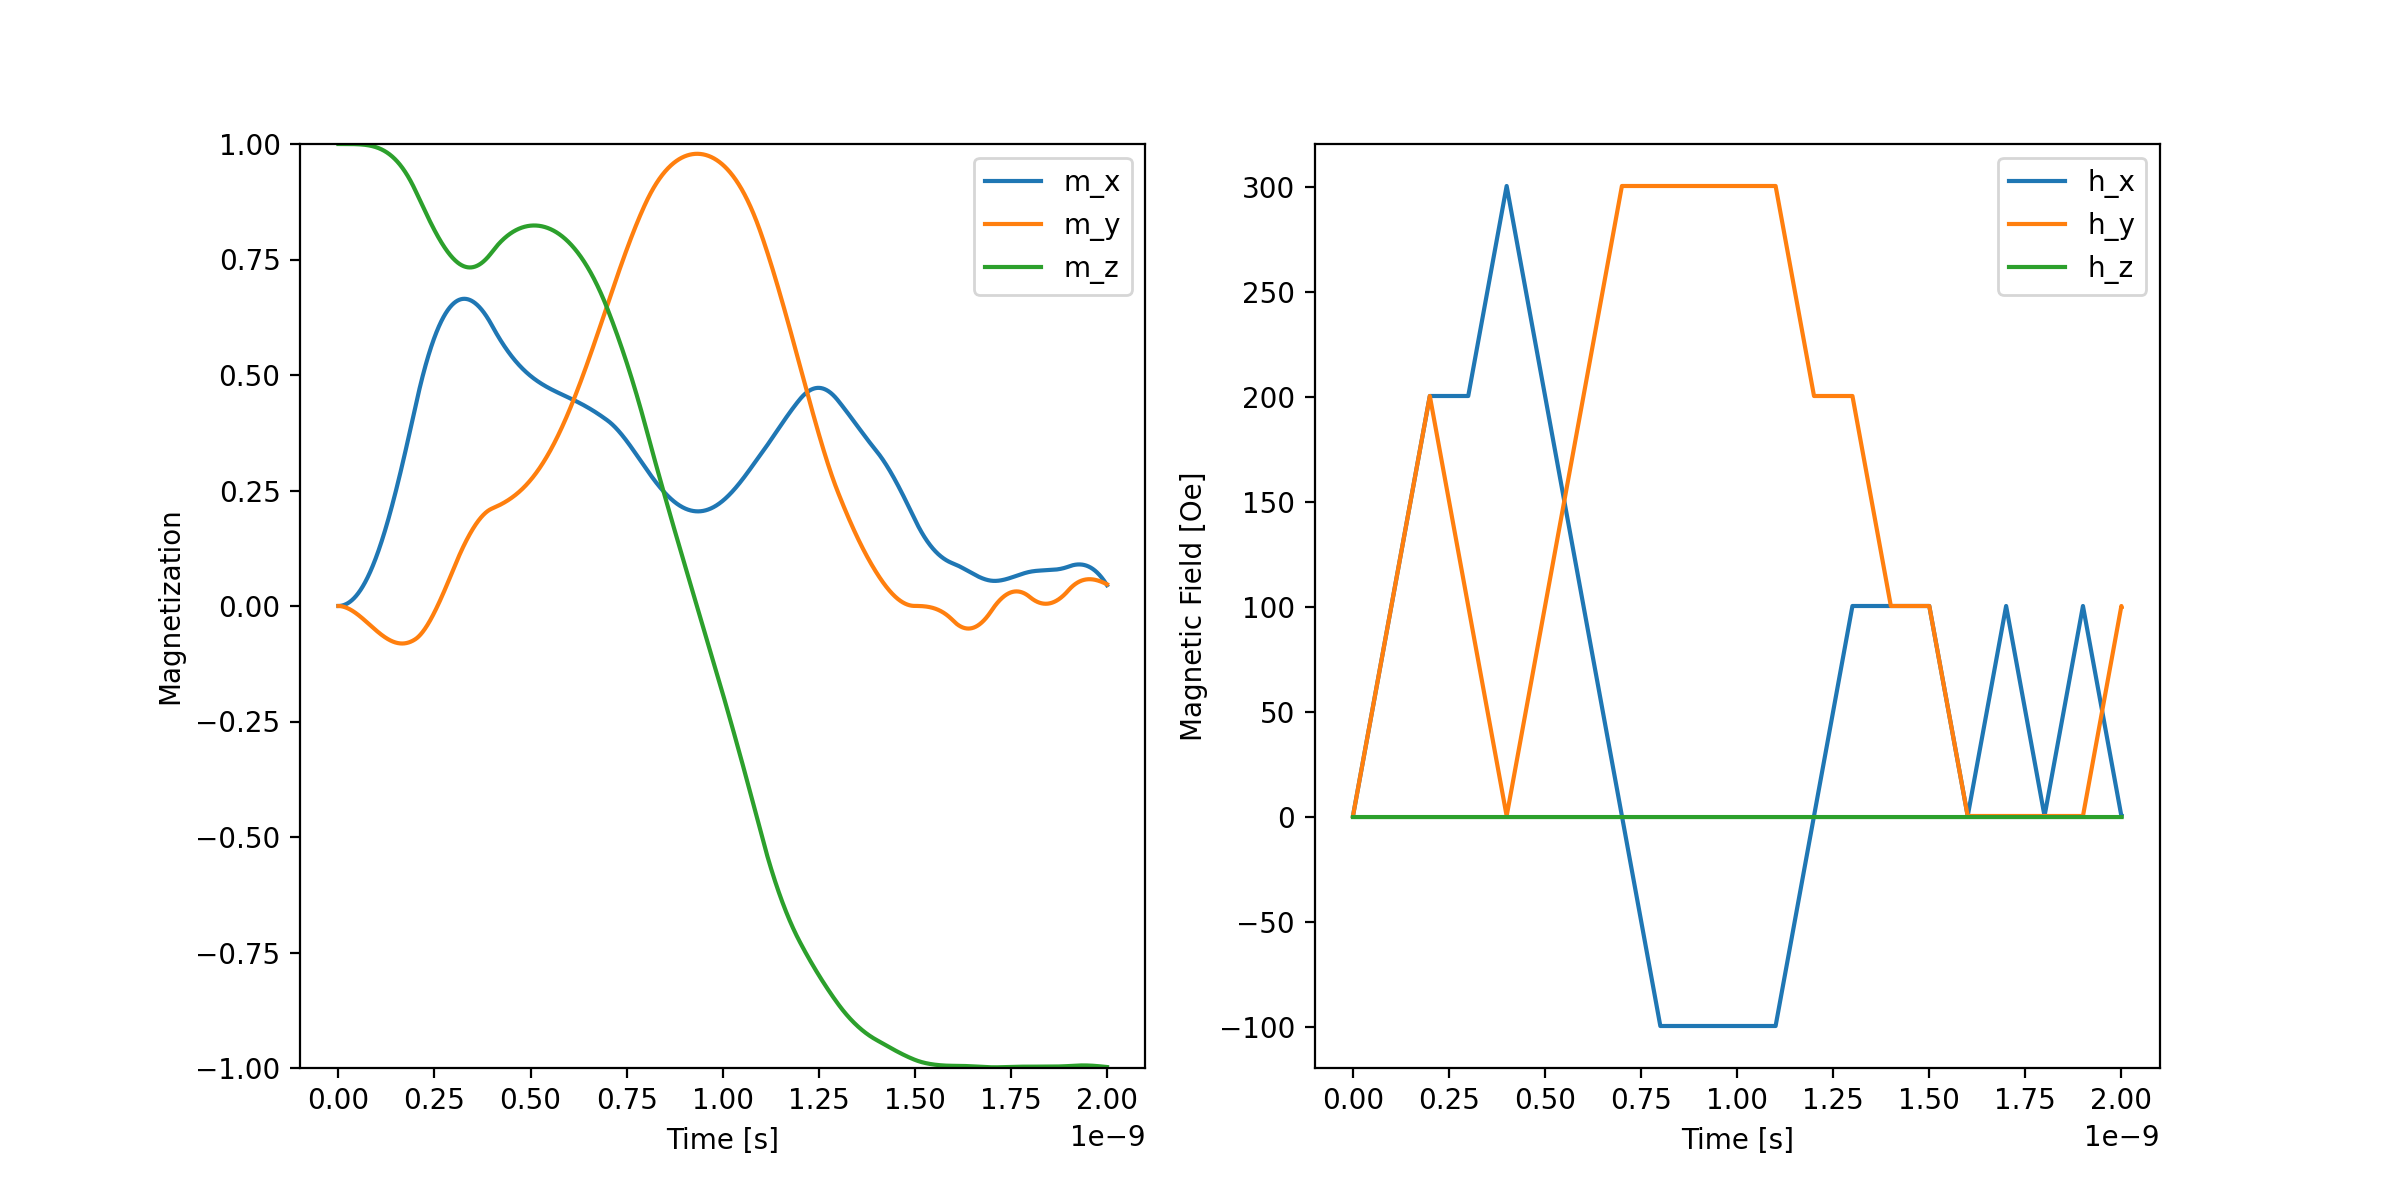 1.00
0.75
0.50
0.25
0.00
−0.25
−0.50
−0.75
−1.00
Magnetization
m_x
m_y
m_z
0.00 0.25 0.50 0.75 1.00 1.25 1.50 1.75 2.00
Time [s]
1e−9
300
250
200
150
100
50
0
−50
−100
Magnetic Field [Oe]
h_x
h_y
h_z
0.00 0.25 0.50 0.75 1.00 1.25 1.50 1.75 2.00
Time [s]
1e−9